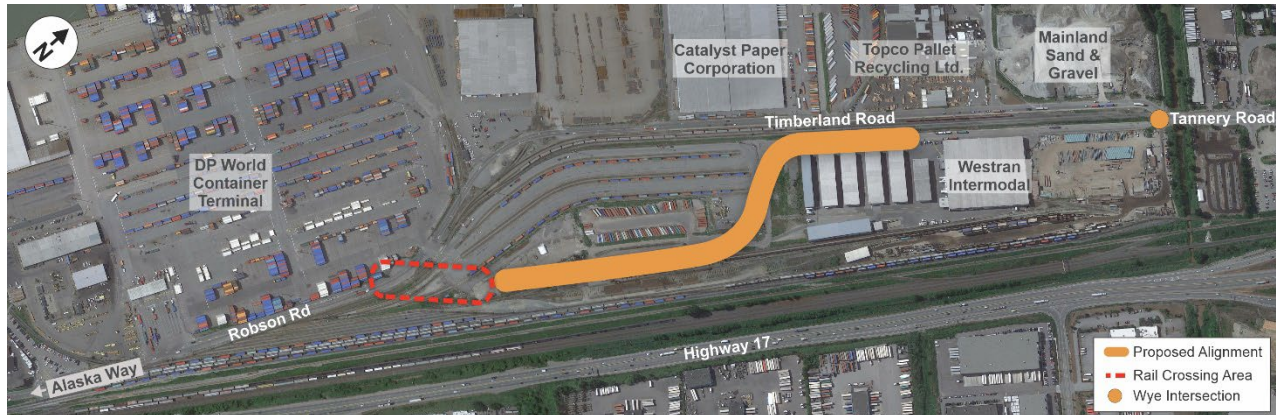 N
Catalyst Paper
Corporation
Topco Pallet
Recycling Ltd.
Mainland
Sand &
Gravel
Timberland Road
Tannery Road
DP World
Container
Terminal
Westran
Intermodal
Robson Rd
Highway 17
Alaska Way
Proposed Alignment
Rail Crossing Area
Wye Intersection